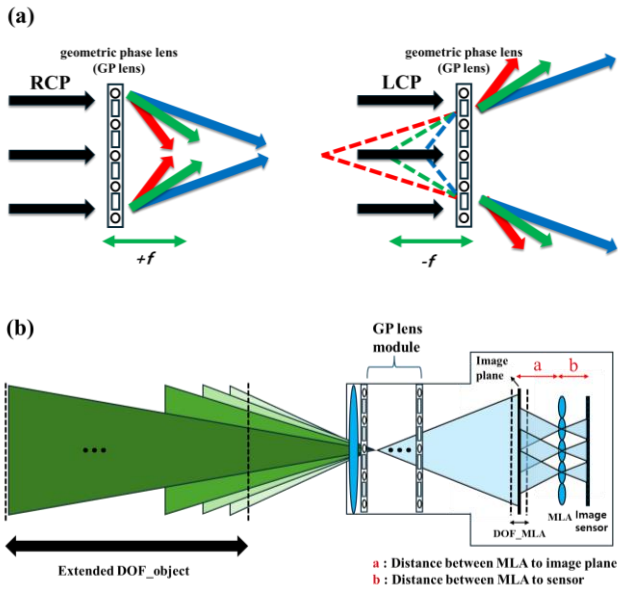 (a)
geometric phase lens
(GP lens)
RCP
+f
geometric phase lens
(GP lens)
LCP
-f
(b)
GP lens
module
Image
plane
a
b
MLA
Image
sensor
DOF_MLA
Extended DOF_object
a : Distance between MLA to image plane
b : Distance between MLA to sensor